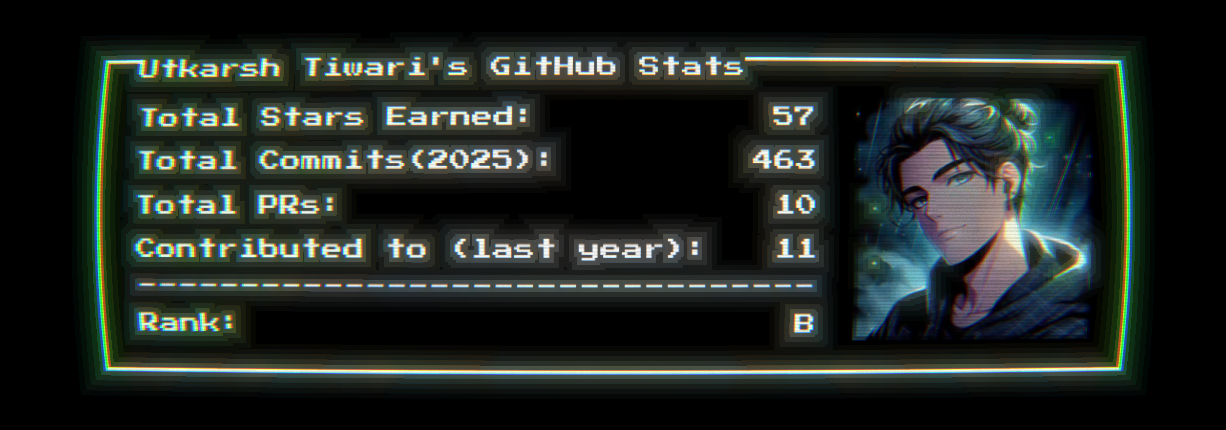 Utkarsh Tiwari's GitHub Stats
Total Stars Earned: 57
Total Commits(2025): 463
Total PRs: 10
Contributed to (last year): 11
----------------------------------
Rank: B